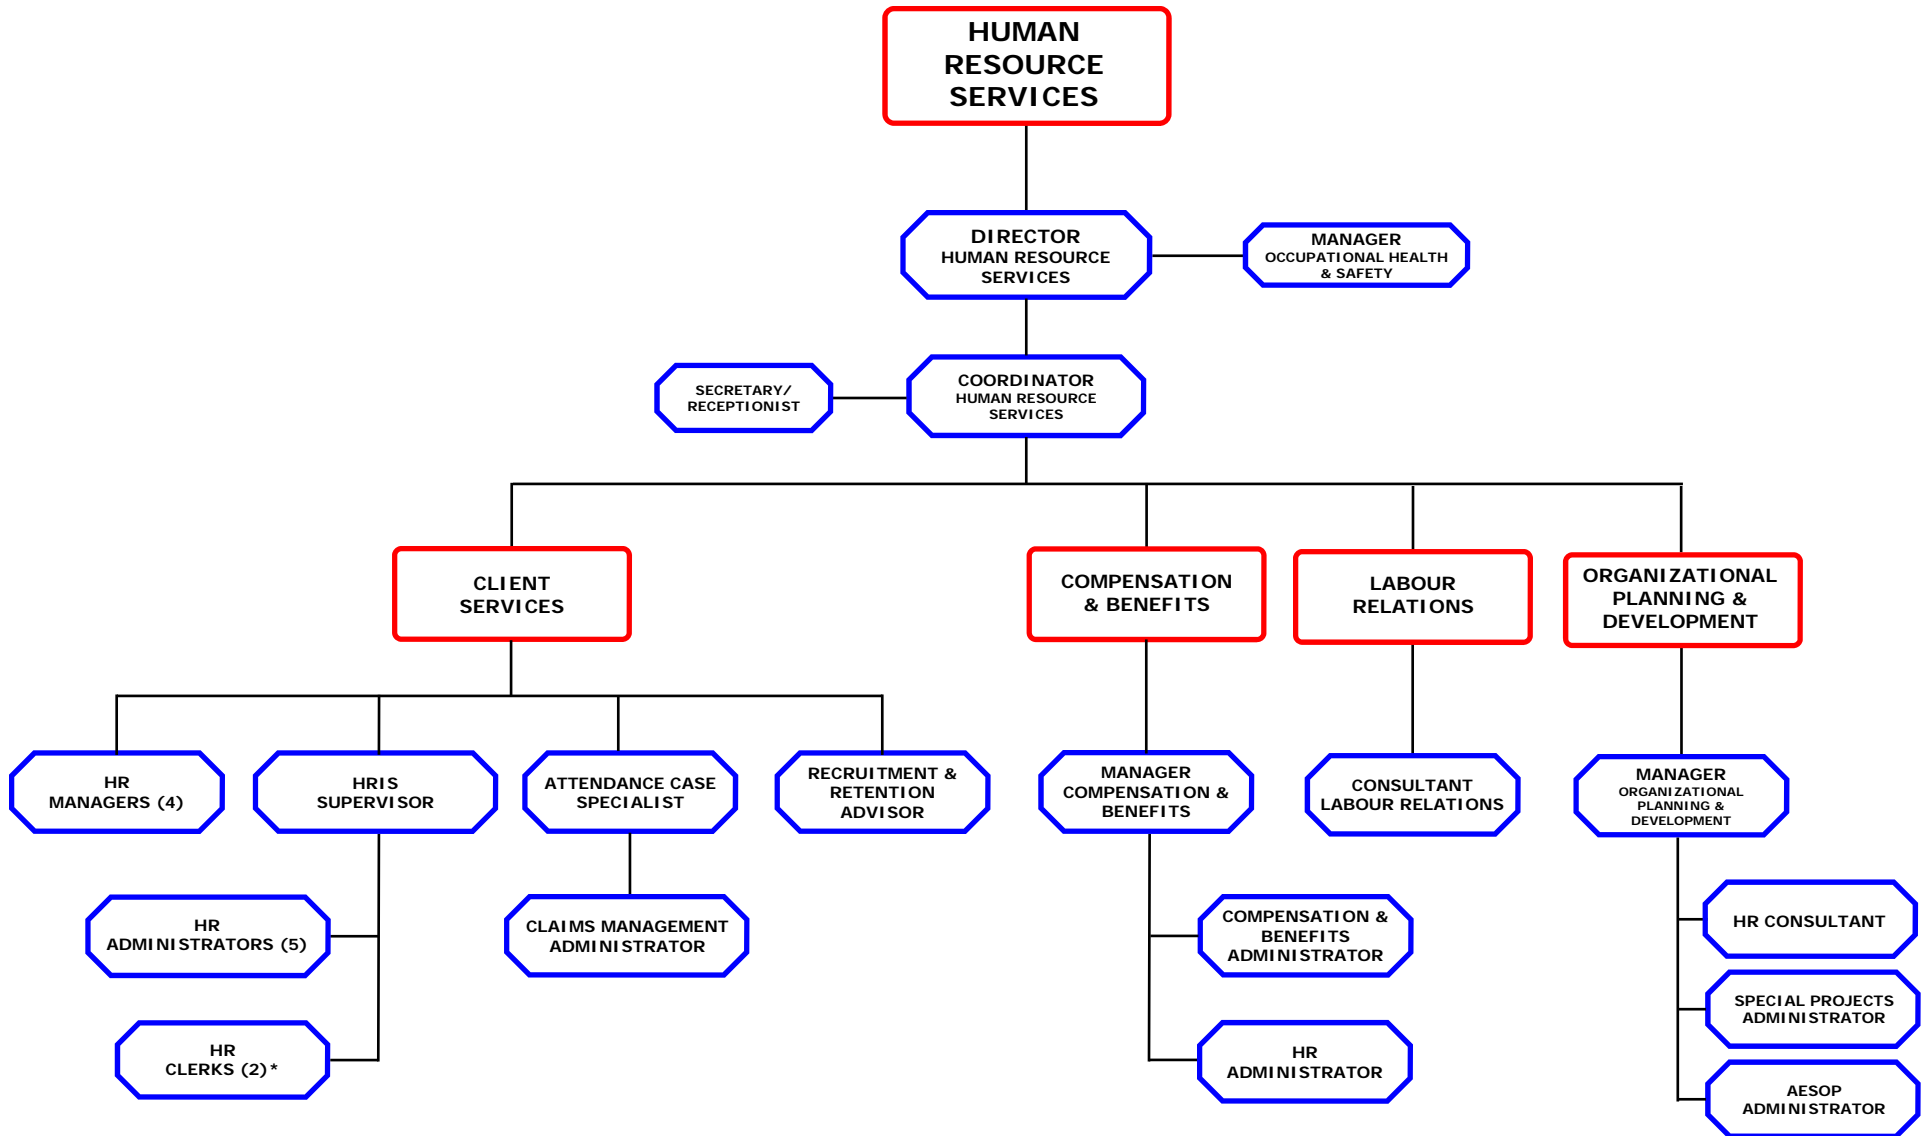 HUMAN
RESOURCE
SERVICES
DIRECTOR
HUMAN RESOURCE
SERVICES
MANAGER
OCCUPATIONAL HEALTH
& SAFETY
SECRETARY/
RECEPTIONIST
COORDINATOR
HUMAN RESOURCE
SERVICES
CLIENT
SERVICES
COMPENSATION
& BENEFITS
LABOUR
RELATIONS
ORGANIZATIONAL
PLANNING &
DEVELOPMENT
HR
MANAGERS (4)
HRIS
SUPERVISOR
ATTENDANCE CASE
SPECIALIST
RECRUITMENT &
RETENTION
ADVISOR
MANAGER
COMPENSATION &
BENEFITS
CONSULTANT
LABOUR RELATIONS
MANAGER
ORGANIZATIONAL
PLANNING &
DEVELOPMENT
HR
ADMINISTRATORS (5)
CLAIMS MANAGEMENT
ADMINISTRATOR
COMPENSATION &
BENEFITS
ADMINISTRATOR
HR CONSULTANT
SPECIAL PROJECTS
ADMINISTRATOR
HR
CLERKS (2)*
HR
ADMINISTRATOR
AESOP
ADMINISTRATOR